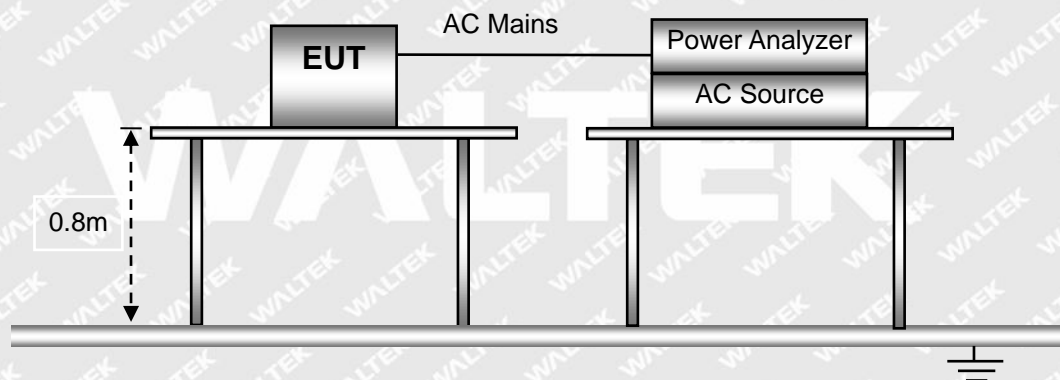 AC Mains
EUT
Power Analyzer
AC Source
0.8m
WALTEK